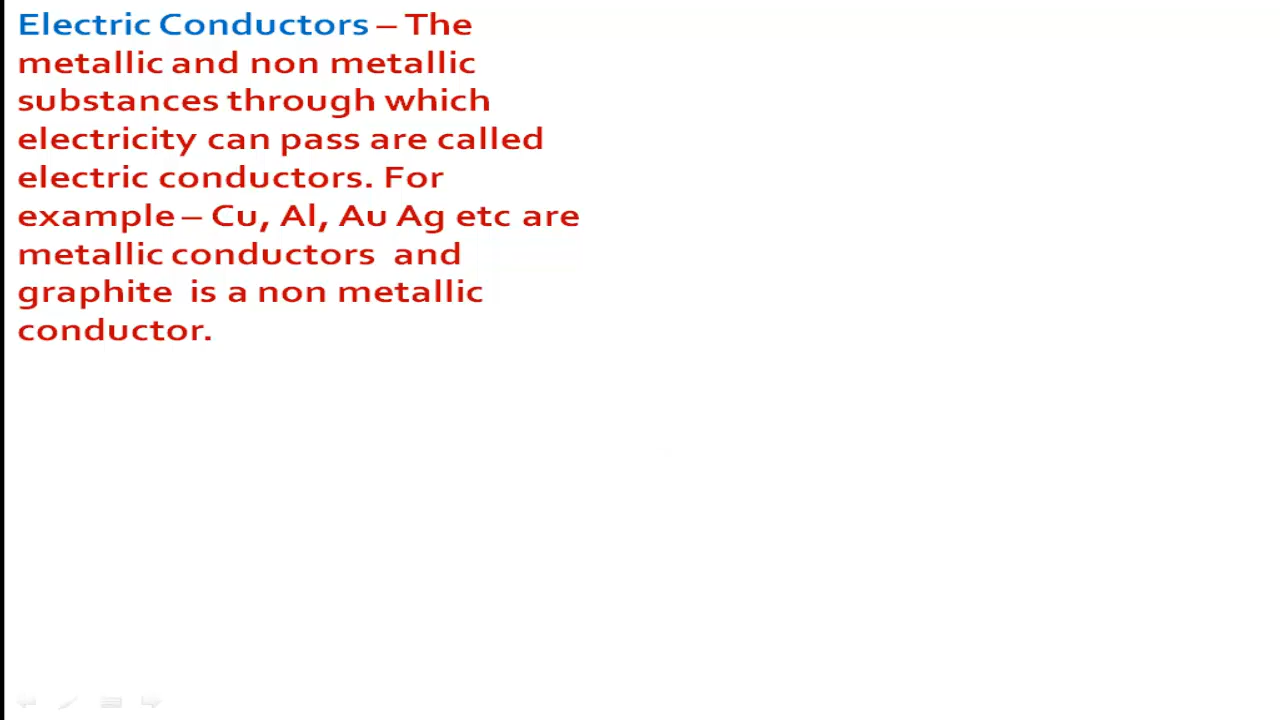 Electric Conductors – The
metallic and non metallic
substances through which
electricity can pass are called
electric conductors. For
example – Cu, Al, Au Ag etc are
metallic conductors  and
graphite  is a non metallic
conductor.